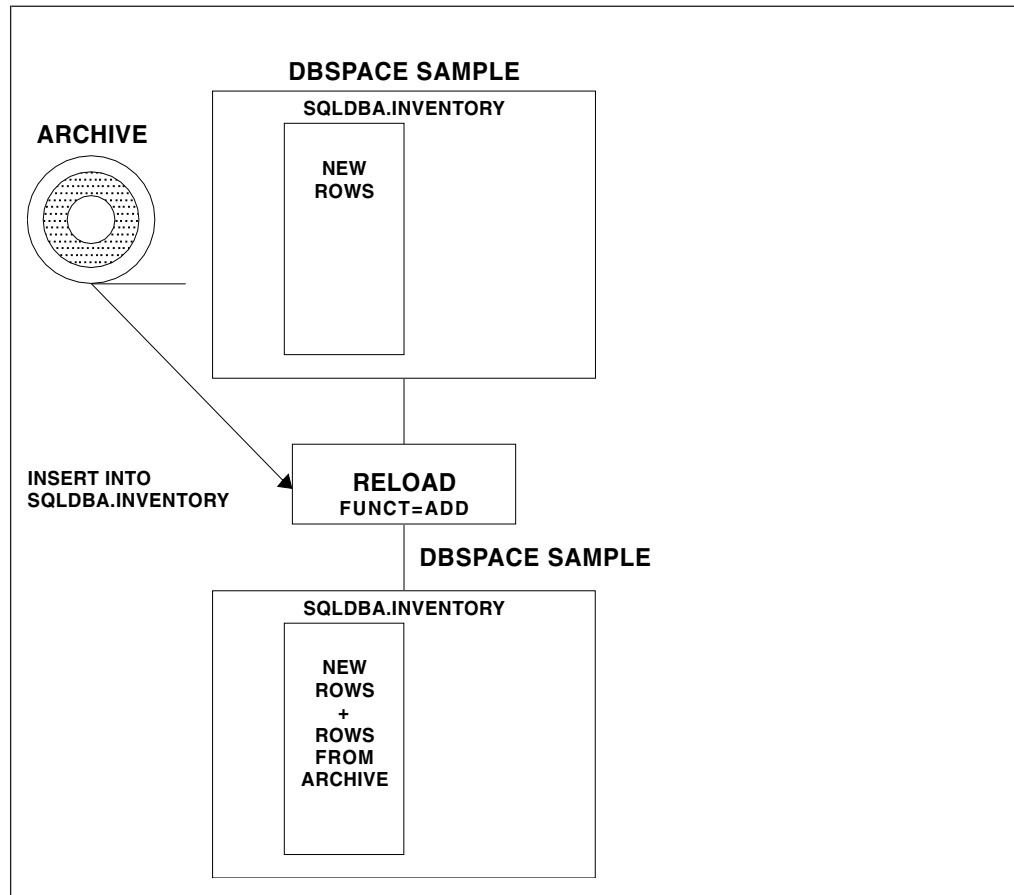 DBSPACE SAMPLE
SQLDBA.INVENTORY
ARCHIVE
NEW
ROWS
INSERT INTO
SQLDBA.INVENTORY
RELOAD
FUNCT=ADD
DBSPACE SAMPLE
SQLDBA.INVENTORY
NEW
ROWS
+
ROWS
FROM
ARCHIVE